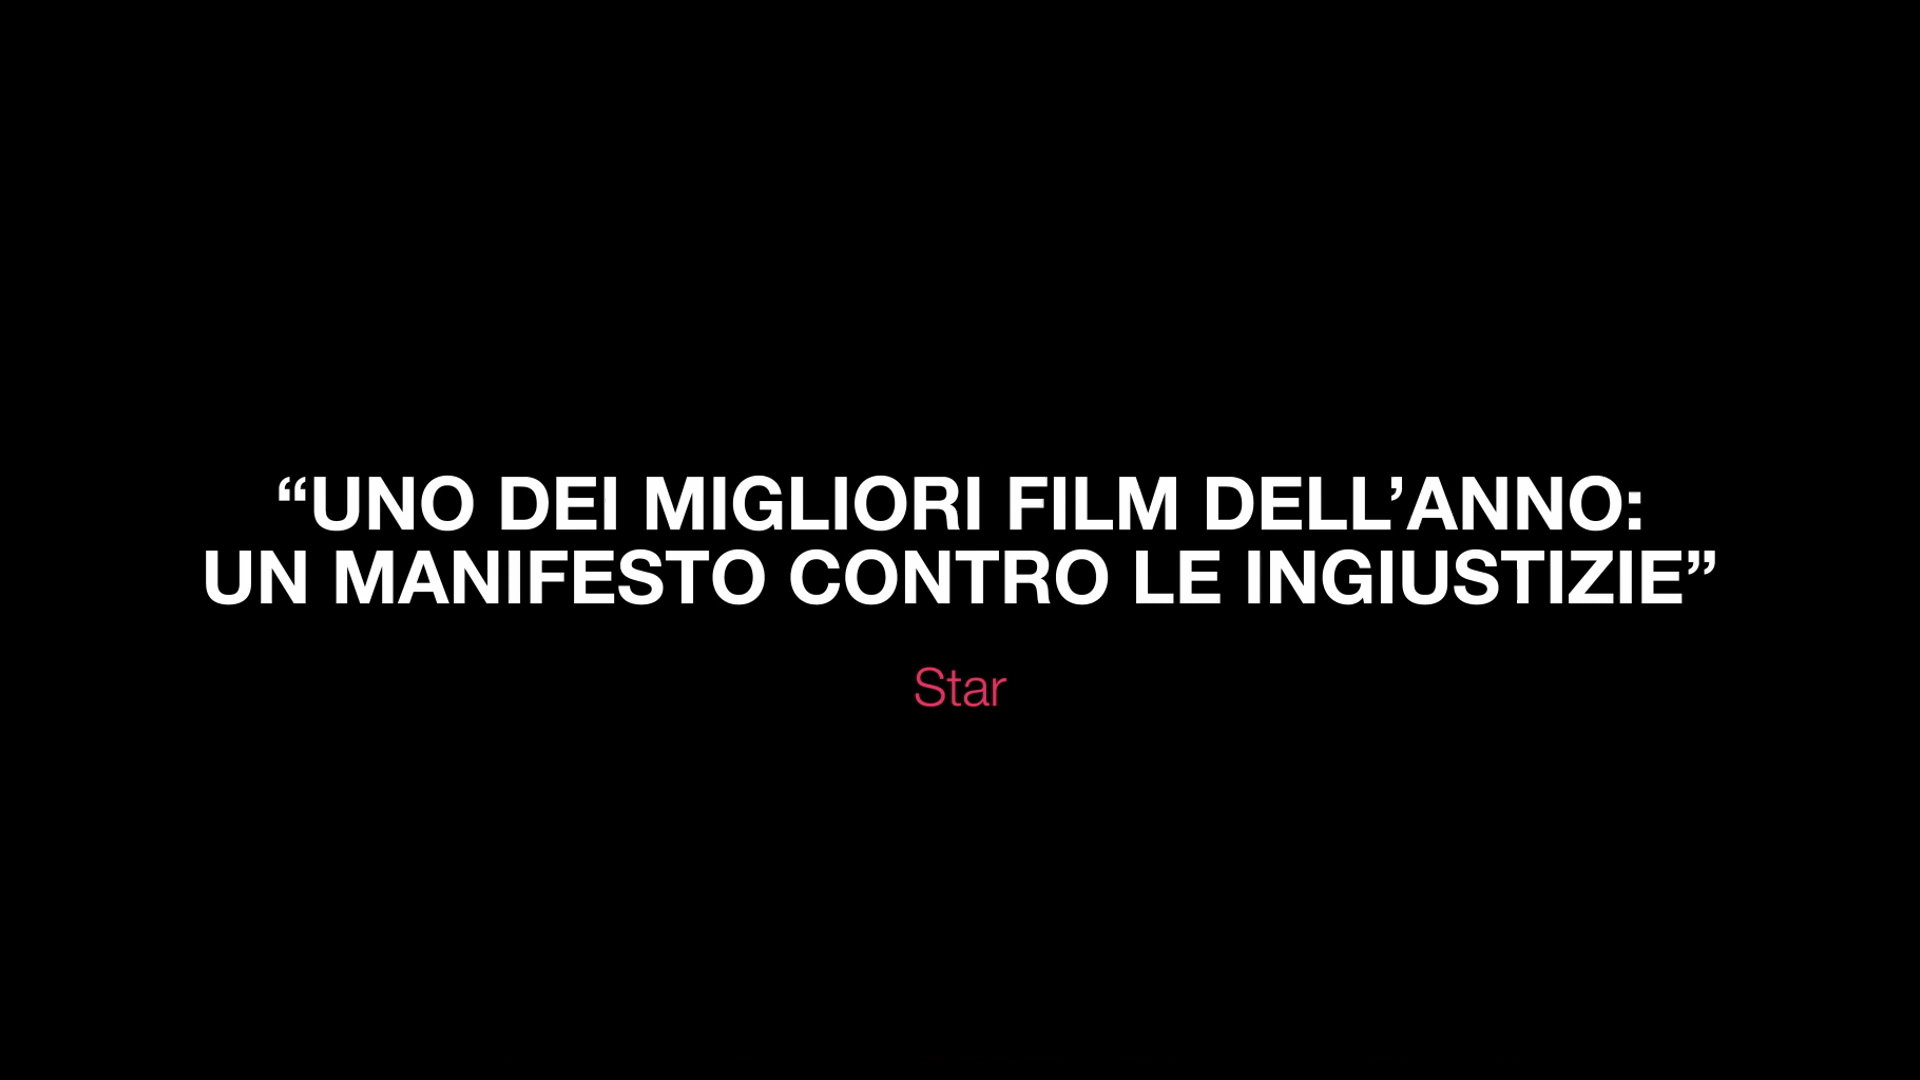 “UNO DEI MIGLIORI FILM DELL’ANNO:
UN MANIFESTO CONTRO LE INGIUSTIZIE”
Star